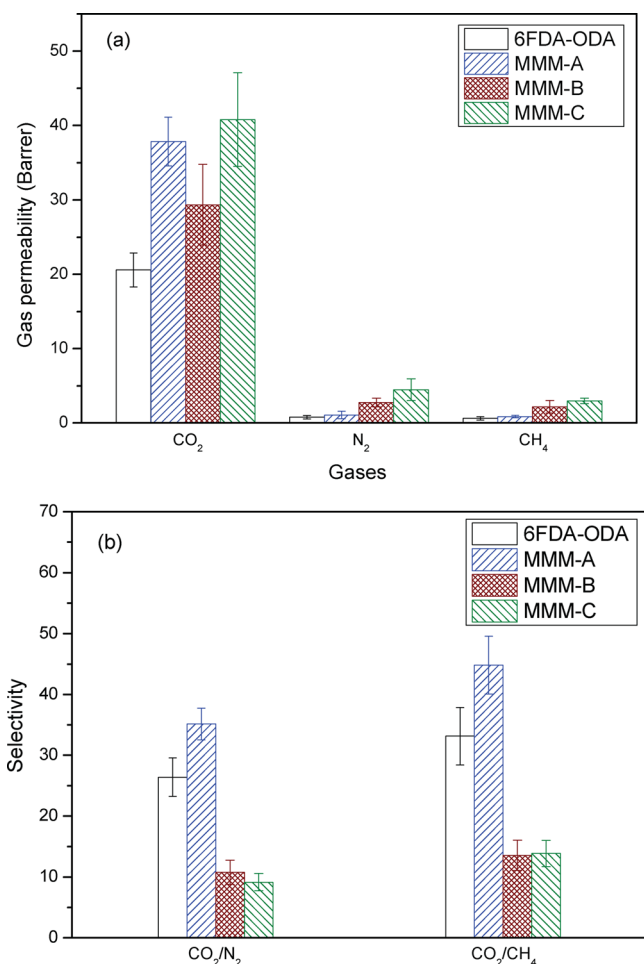 (a)
6FDA-ODA
MMM-A
MMM-B
MMM-C
Gas permeability (Barrer)
50
40
30
20
10
0
CO₂
N₂
CH₄
Gases
(b)
6FDA-ODA
MMM-A
MMM-B
MMM-C
Selectivity
70
60
50
40
30
20
10
0
CO₂/N₂
CO₂/CH₄